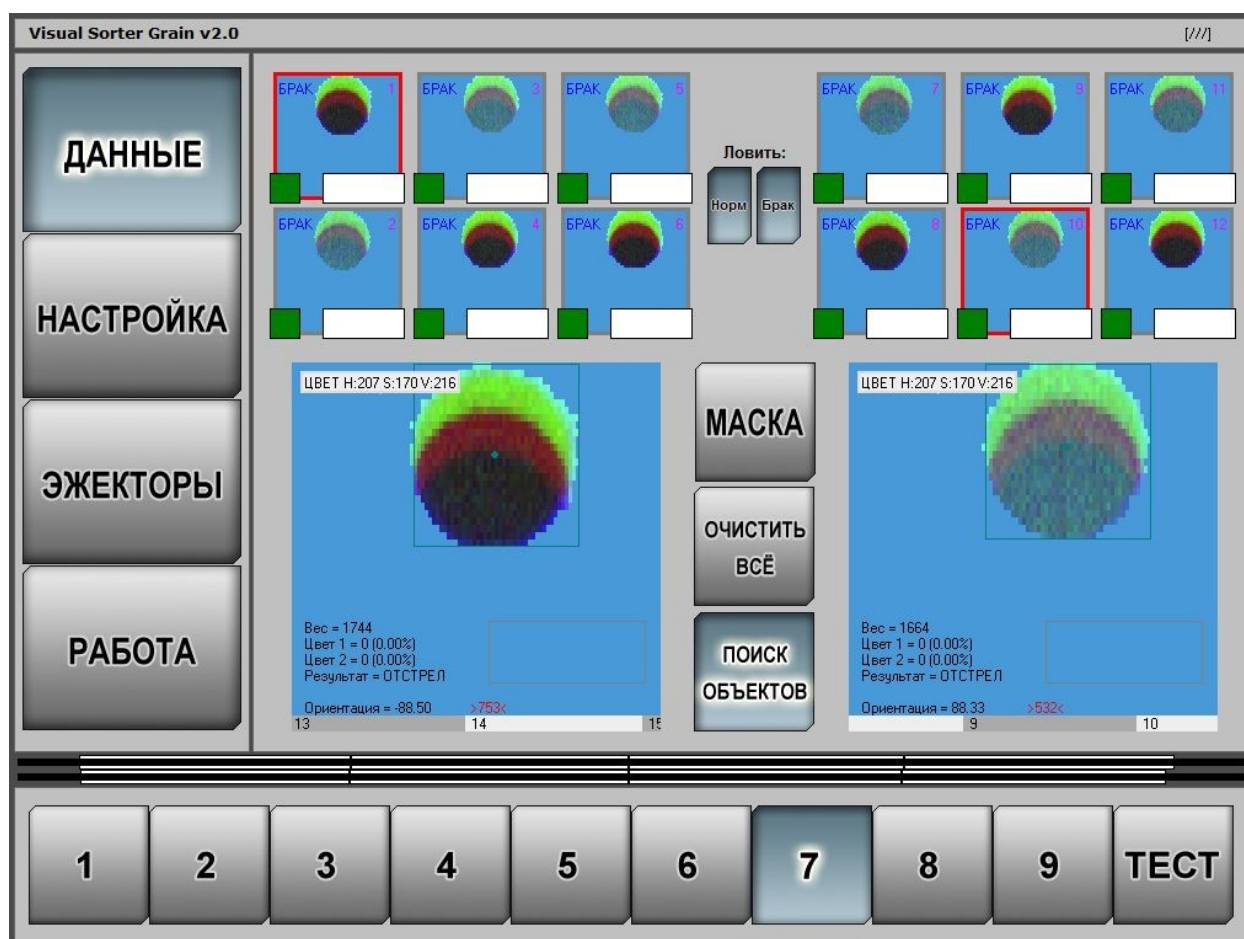 Visual Sorter Grain v2.0
[///]
ДАННЫЕ
НАСТРОЙКА
ЭЖЕКТОРЫ
РАБОТА
БРАК 1
БРАК 3
БРАК 5
БРАК 2
БРАК 4
БРАК 6
Ловить:
Норм
Брак
БРАК 7
БРАК 9
БРАК 11
БРАК 8
БРАК 10
БРАК 12
ЦВЕТ H:207 S:170 V:216
Вес = 1744
Цвет 1 = 0 (0.00%)
Цвет 2 = 0 (0.00%)
Результат = ОТСТРЕЛ
Ориентация = -88.50 >753<
13 14 15
МАСКА
ОЧИСТИТЬ
ВСЁ
ПОИСК
ОБЪЕКТОВ
ЦВЕТ H:207 S:170 V:216
Вес = 1664
Цвет 1 = 0 (0.00%)
Цвет 2 = 0 (0.00%)
Результат = ОТСТРЕЛ
Ориентация = 88.33 >532<
9 10
1 2 3 4 5 6 7 8 9 ТЕСТ